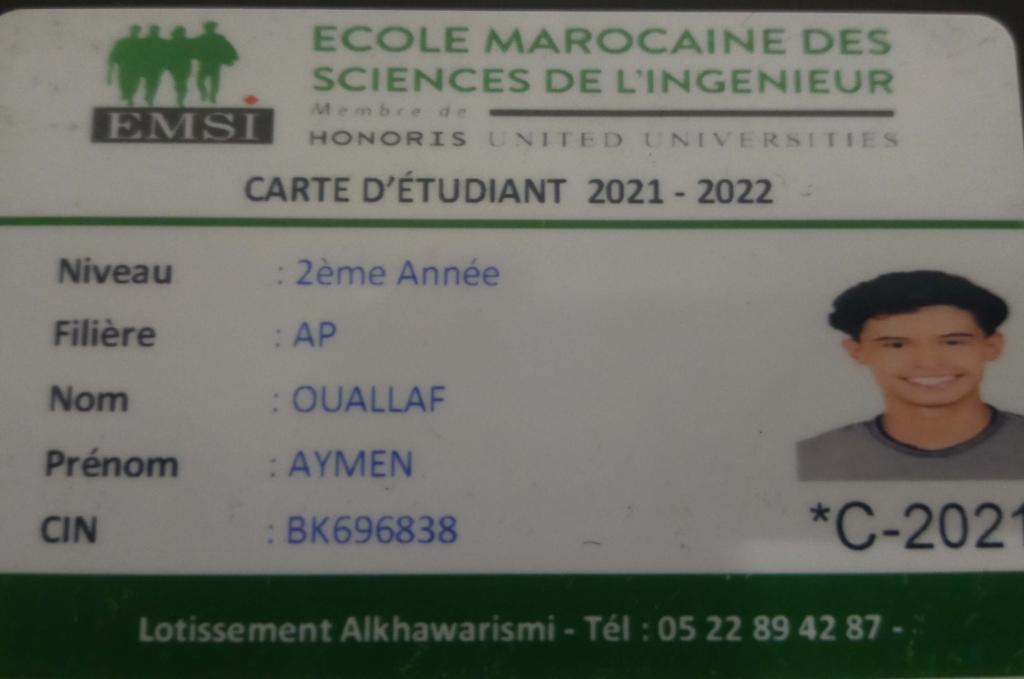 EMSI
ECOLE MAROCAINE DES
SCIENCES DE L'INGENIEUR
Membre de
HONORIS UNITED UNIVERSITIES
CARTE D'ÉTUDIANT 2021 - 2022
Niveau : 2ème Année
Filière : AP
Nom : OUALLAF
Prénom : AYMEN
CIN : BK696838
*C-2021
Lotissement Alkhawarismi - Tél : 05 22 89 42 87 -